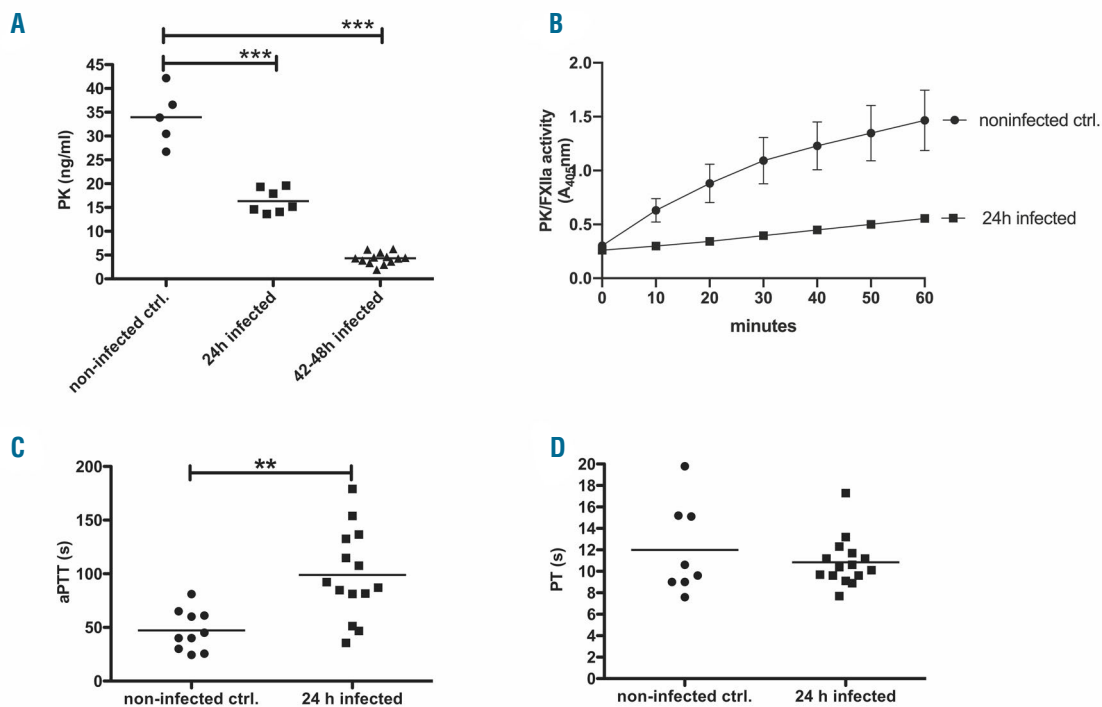 A
***
***
PK (ng/ml)
45
40
35
30
25
20
15
10
5
0
non-infected ctrl.
24h infected
42-48h infected
B
PK/FXIIa activity
(A405nm)
2.0
1.5
1.0
0.5
0.0
0 10 20 30 40 50 60
minutes
noninfected ctrl.
24h infected
C
**
aPTT (s)
200
150
100
50
0
non-infected ctrl. 24 h infected
D
PT (s)
20
18
16
14
12
10
8
6
4
2
0
non-infected ctrl. 24 h infected